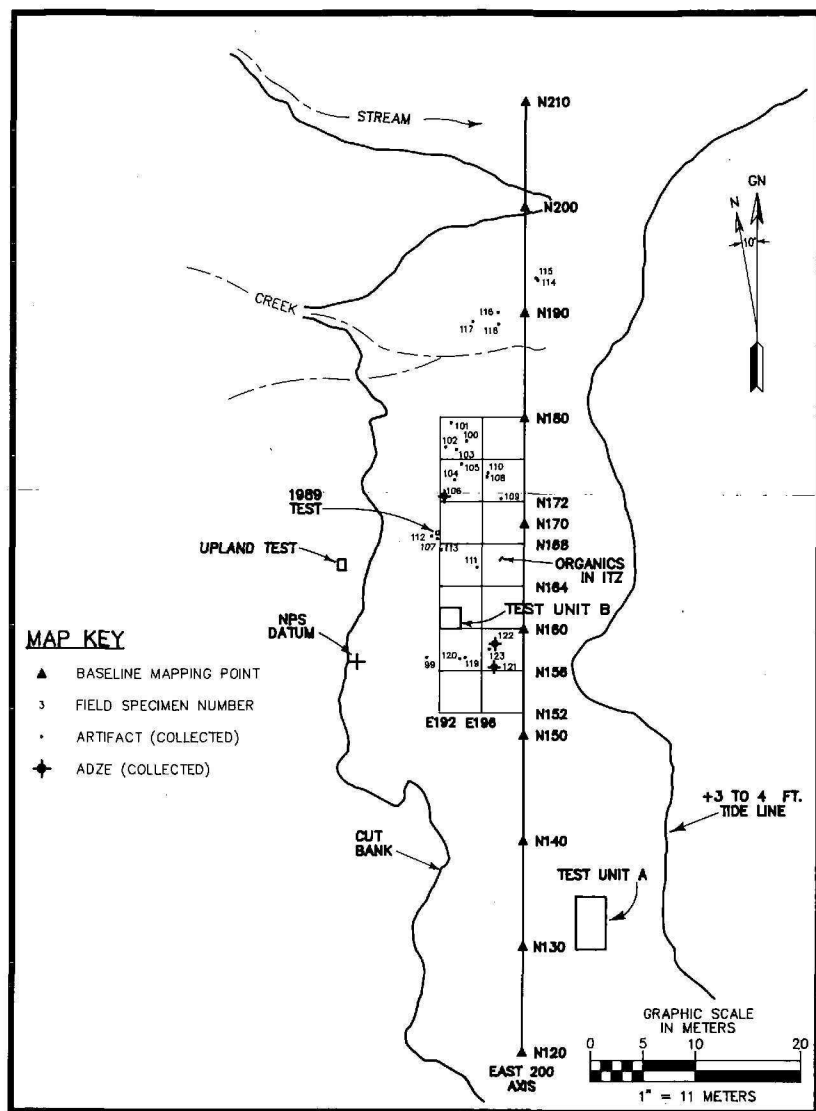 N210
STREAM
GN
N
N200
10°
115
114
CREEK
116
N190
117
118
N180
101
102
100
103
105
110
104
108
106
109
N172
1989
TEST
N170
112
107
113
N168
UPLAND TEST
111
ORGANICS
IN ITZ
N164
TEST UNIT B
MAP KEY
NPS
DATUM
N160
122
123
99
120
119
121
N156
BASELINE MAPPING POINT
3 FIELD SPECIMEN NUMBER
N152
E192 E196
ARTIFACT (COLLECTED)
N150
ADZE (COLLECTED)
+3 TO 4 FT.
TIDE LINE
CUT
BANK
N140
TEST UNIT A
N130
GRAPHIC SCALE
IN METERS
0 5 10 20
N120
EAST 200
AXIS
1" = 11 METERS